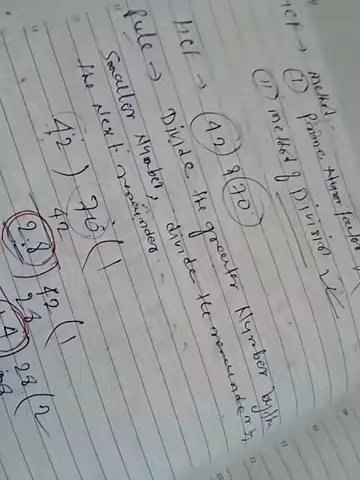 HCF → method.
① Prime Number factor
② method of Division
HCF → 42 & 70
Rule → Divide the greater Number by the
Smaller Number, divide the remainder by
the Next remainder.
42 ) 70 ( 1
42
28 ) 42 ( 1
28
14 ) 28 ( 2
28